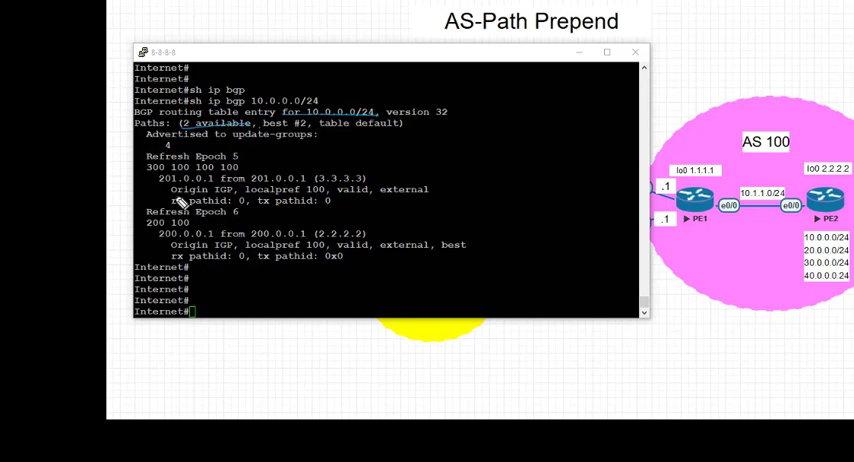 AS-Path Prepend
6-8-8-8
Internet#
Internet#
Internet#sh ip bgp
Internet#sh ip bgp 10.0.0.0/24
BGP routing table entry for 10.0.0.0/24, version 32
Paths: (2 available, best #2, table default)
Advertised to update-groups:
4
Refresh Epoch 5
300 100 100 100
201.0.0.1 from 201.0.0.1 (3.3.3.3)
Origin IGP, localpref 100, valid, external
rx pathid: 0, tx pathid: 0
Refresh Epoch 6
200 100
200.0.0.1 from 200.0.0.1 (2.2.2.2)
Origin IGP, localpref 100, valid, external, best
rx pathid: 0, tx pathid: 0x0
Internet#
Internet#
Internet#
Internet#
Internet#
AS 100
lo0 1.1.1.1
lo0 2.2.2.2
.1
10.1.1.0/24
e0/0
e0/0
.1
PE1
PE2
10.0.0.0/24
20.0.0.0/24
30.0.0.0/24
40.0.0.0.24